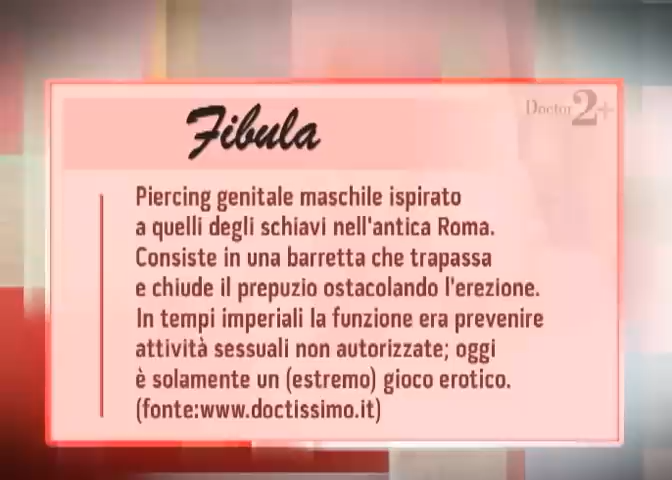 Fibula
Doctor 2+
Piercing genitale maschile ispirato
a quelli degli schiavi nell'antica Roma.
Consiste in una barretta che trapassa
e chiude il prepuzio ostacolando l'erezione.
In tempi imperiali la funzione era prevenire
attività sessuali non autorizzate; oggi
è solamente un (estremo) gioco erotico.
(fonte:www.doctissimo.it)